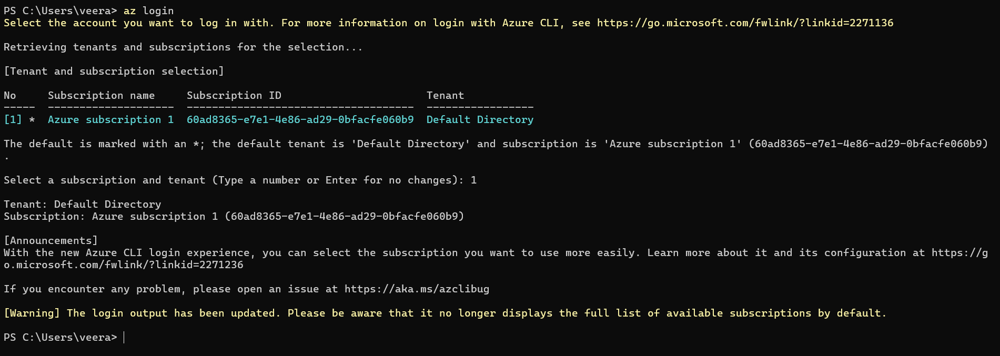 PS C:\Users\veera> az login
Select the account you want to log in with. For more information on login with Azure CLI, see https://go.microsoft.com/fwlink/?linkid=2271136
Retrieving tenants and subscriptions for the selection...
[Tenant and subscription selection]
No     Subscription name     Subscription ID                       Tenant
-----  --------------------  ------------------------------------  -----------------
[1] *  Azure subscription 1  60ad8365-e7e1-4e86-ad29-0bfacfe060b9  Default Directory
The default is marked with an *; the default tenant is 'Default Directory' and subscription is 'Azure subscription 1' (60ad8365-e7e1-4e86-ad29-0bfacfe060b9)
.
Select a subscription and tenant (Type a number or Enter for no changes): 1
Tenant: Default Directory
Subscription: Azure subscription 1 (60ad8365-e7e1-4e86-ad29-0bfacfe060b9)
[Announcements]
With the new Azure CLI login experience, you can select the subscription you want to use more easily. Learn more about it and its configuration at https://g
o.microsoft.com/fwlink/?linkid=2271236
If you encounter any problem, please open an issue at https://aka.ms/azclibug
[Warning] The login output has been updated. Please be aware that it no longer displays the full list of available subscriptions by default.
PS C:\Users\veera>